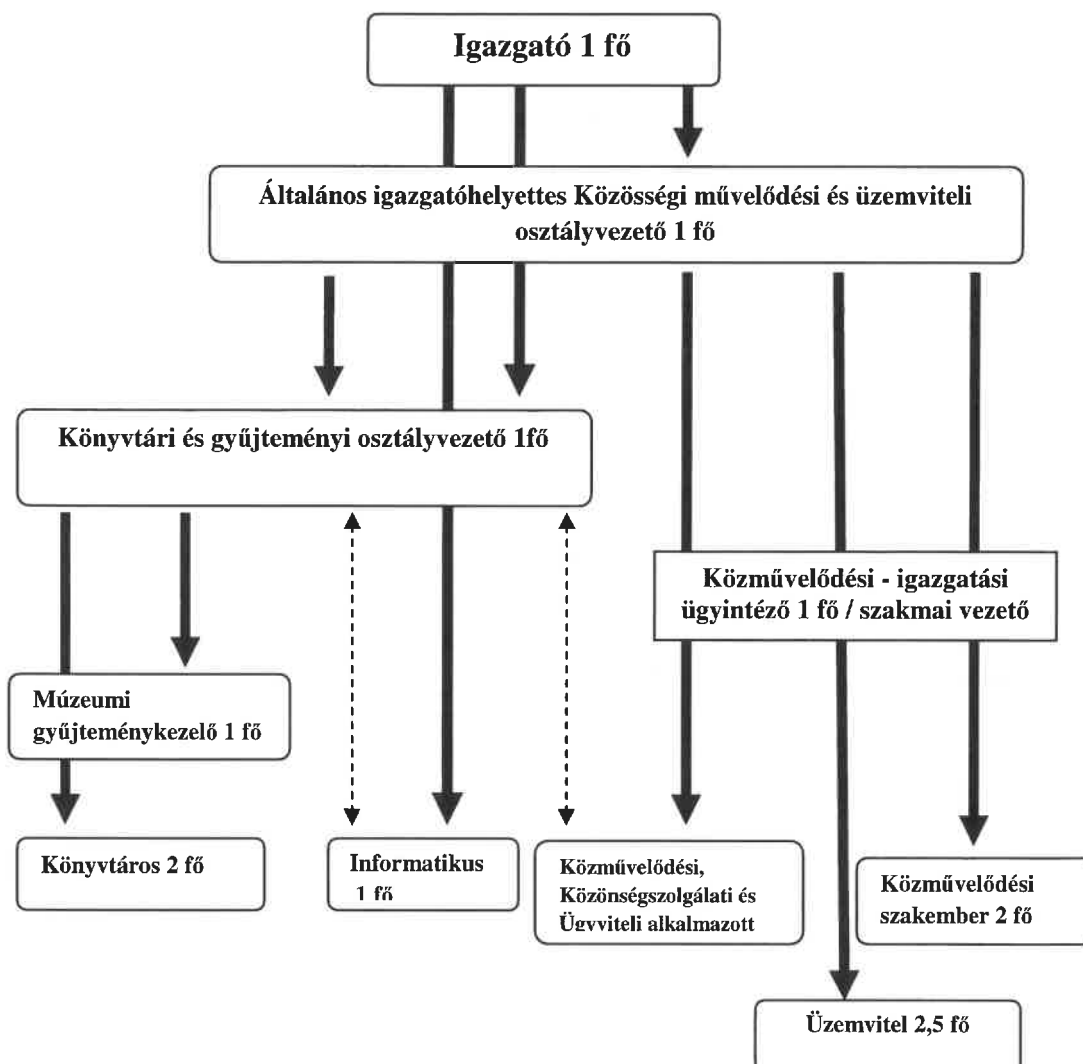 Igazgató 1 fő
Általános igazgatóhelyettes Közösségi művelődési és üzemviteli
osztályvezető 1 fő
Könyvtári és gyűjteményi osztályvezető 1fő
Közművelődési - igazgatási
ügyintéző 1 fő / szakmai vezető
Múzeumi
gyűjteménykezelő 1 fő
Könyvtáros 2 fő
Informatikus
1 fő
Közművelődési,
Közönségszolgálati és
Ügyviteli alkalmazott
Közművelődési
szakember 2 fő
Üzemvitel 2,5 fő